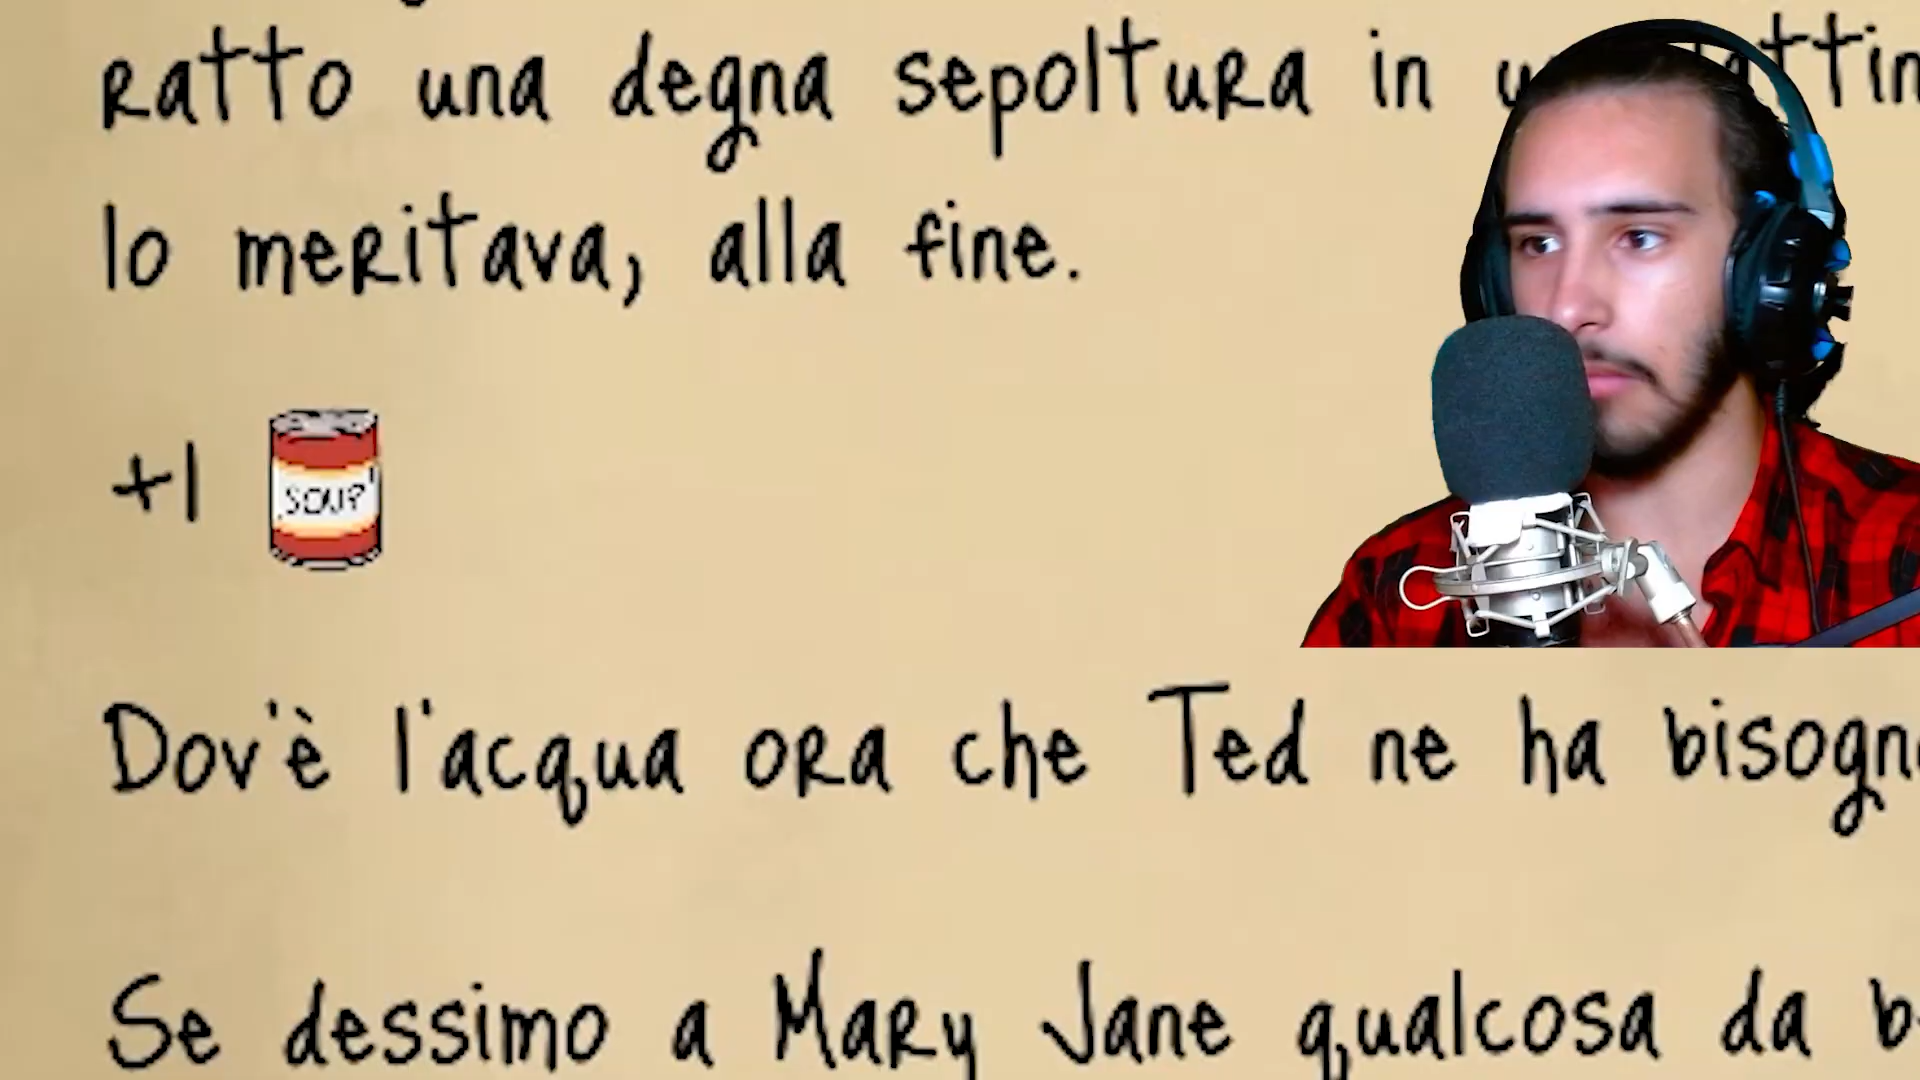 ratto una degna sepoltura in
lo meritava, alla fine.
+1 SOUP
Dov'è l'acqua ora che Ted ne ha
Se dessimo a Mary Jane qualcosa da